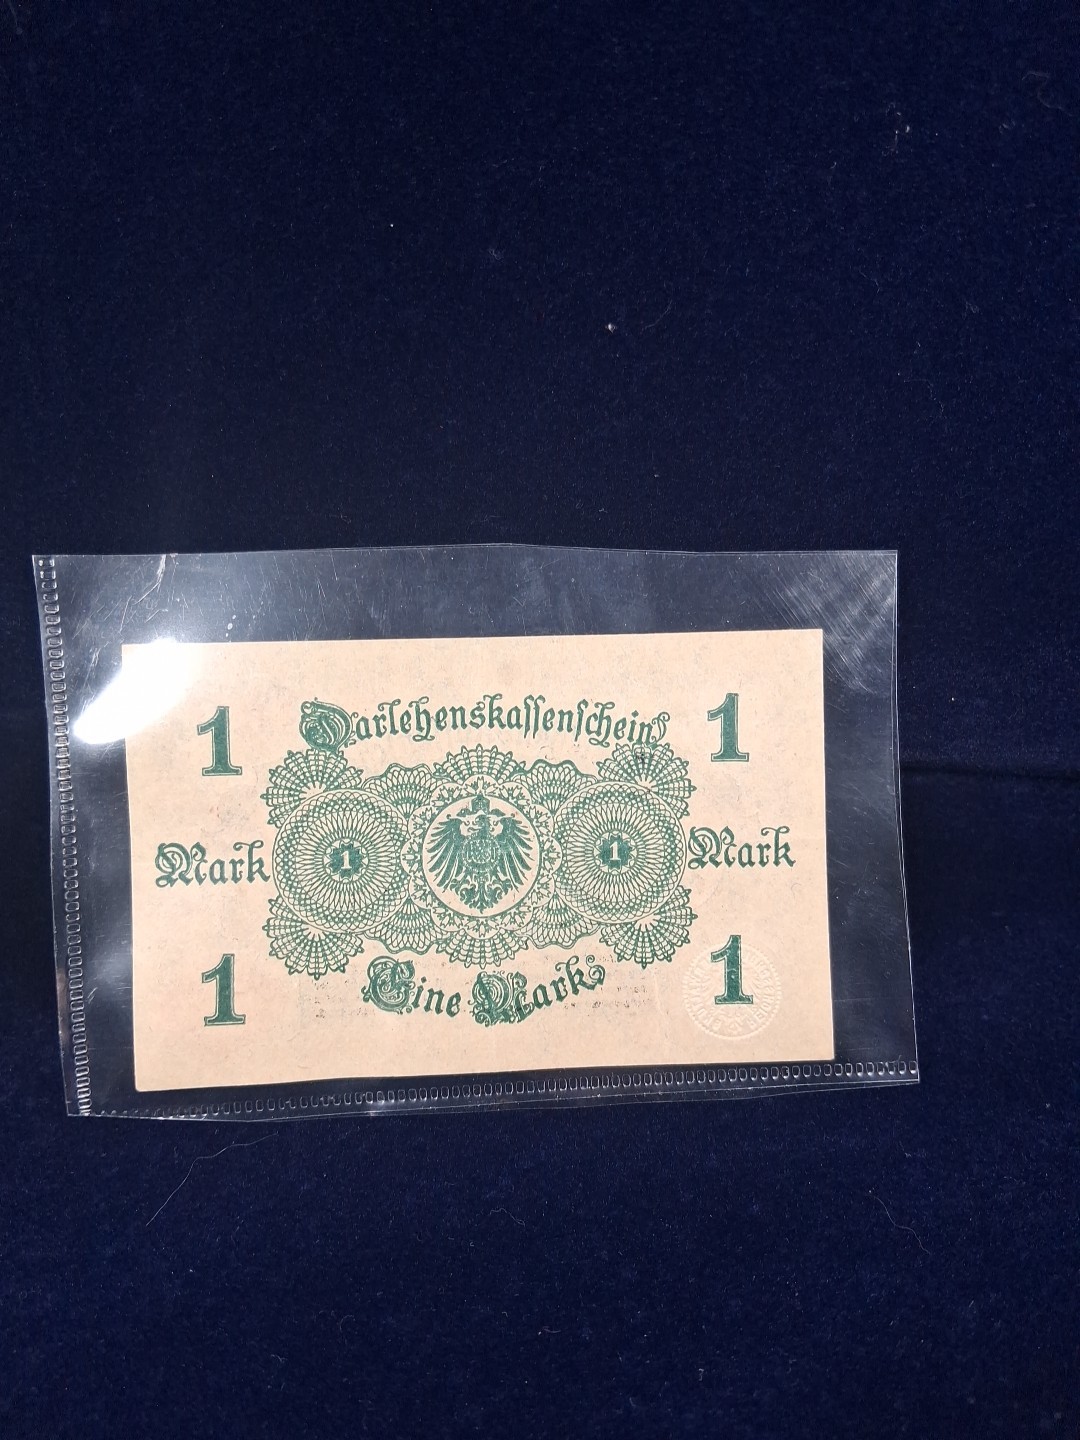 1 Darlehenskassenschein 1
Mark 1 1 Mark
1 Eine Mark 1